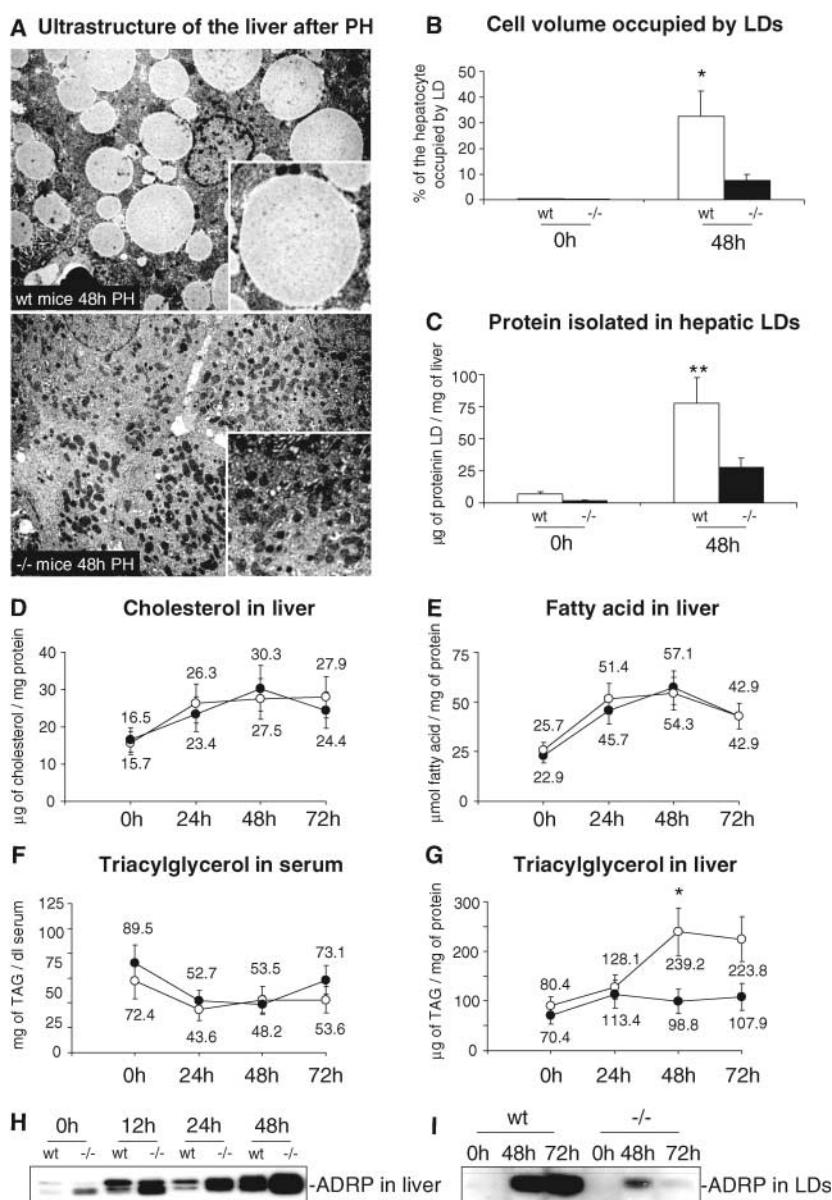 A Ultrastructure of the liver after PH
wt mice 48h PH
-/- mice 48h PH
B Cell volume occupied by LDs
% of the hepatocyte
occupied by LD
50
40
30
20
10
0
*
wt -/- wt -/-
0h 48h
C Protein isolated in hepatic LDs
µg of proteinin LD / mg of liver
100
75
50
25
0
**
wt -/- wt -/-
0h 48h
D Cholesterol in liver
µg of cholesterol / mg protein
40
30
20
10
0
16.5 26.3 30.3 27.9
15.7 23.4 27.5 24.4
0h 24h 48h 72h
E Fatty acid in liver
µmol fatty acid / mg of protein
75
50
25
0
25.7 51.4 57.1 42.9
22.9 45.7 54.3 42.9
0h 24h 48h 72h
F Triacylglycerol in serum
mg of TAG / dl serum
125
100
75
50
25
0
89.5 52.7 53.5 73.1
72.4 43.6 48.2 53.6
0h 24h 48h 72h
G Triacylglycerol in liver
µg of TAG / mg of protein
300
200
100
0
*
80.4 128.1 239.2 223.8
70.4 113.4 98.8 107.9
0h 24h 48h 72h
H 0h 12h 24h 48h
wt -/- wt -/- wt -/- wt -/-
-ADRP in liver
I wt -/-
0h 48h 72h 0h 48h 72h
-ADRP in LDs